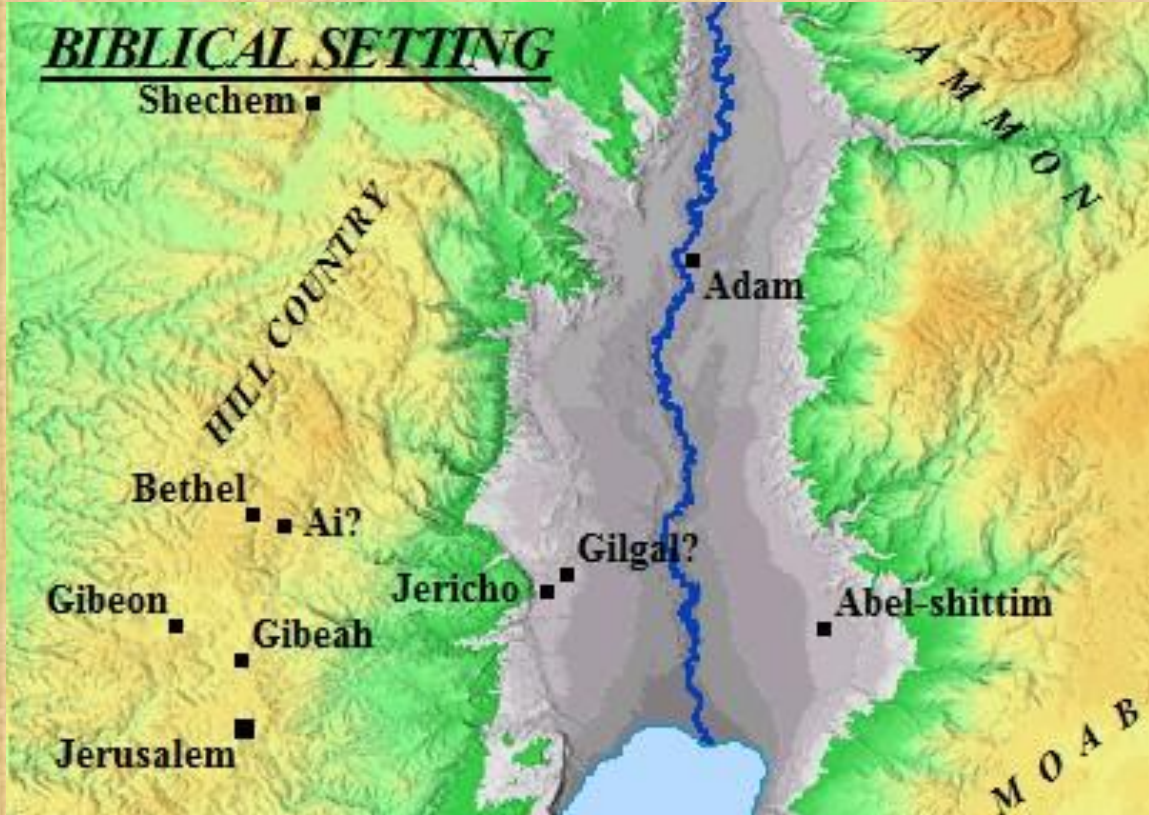 BIBLICAL SETTING
Shechem
AMMON
HILL COUNTRY
Adam
Bethel
Ai?
Gilgal?
Jericho
Gibeon
Abel-shittim
Gibeah
Jerusalem
MOAB